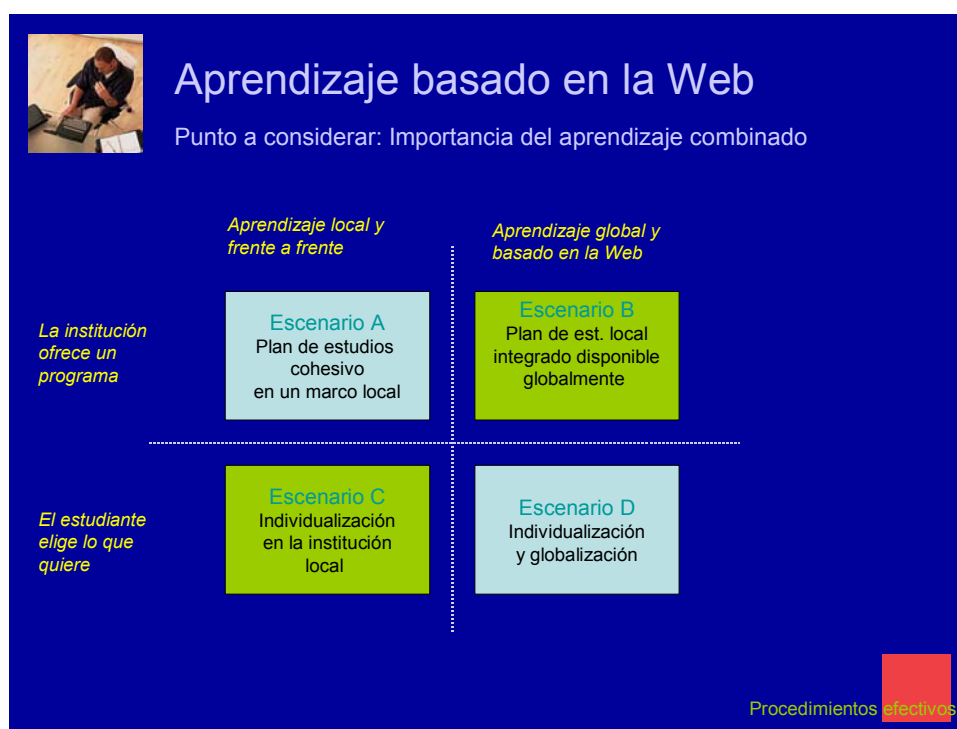 Aprendizaje basado en la Web
Punto a considerar: Importancia del aprendizaje combinado
Aprendizaje local y
frente a frente
Aprendizaje global y
basado en la Web
La institución
ofrece un
programa
Escenario A
Plan de estudios
cohesivo
en un marco local
Escenario B
Plan de est. local
integrado disponible
globalmente
El estudiante
elige lo que
quiere
Escenario C
Individualización
en la institución
local
Escenario D
Individualización
y globalización
Procedimientos efectivos